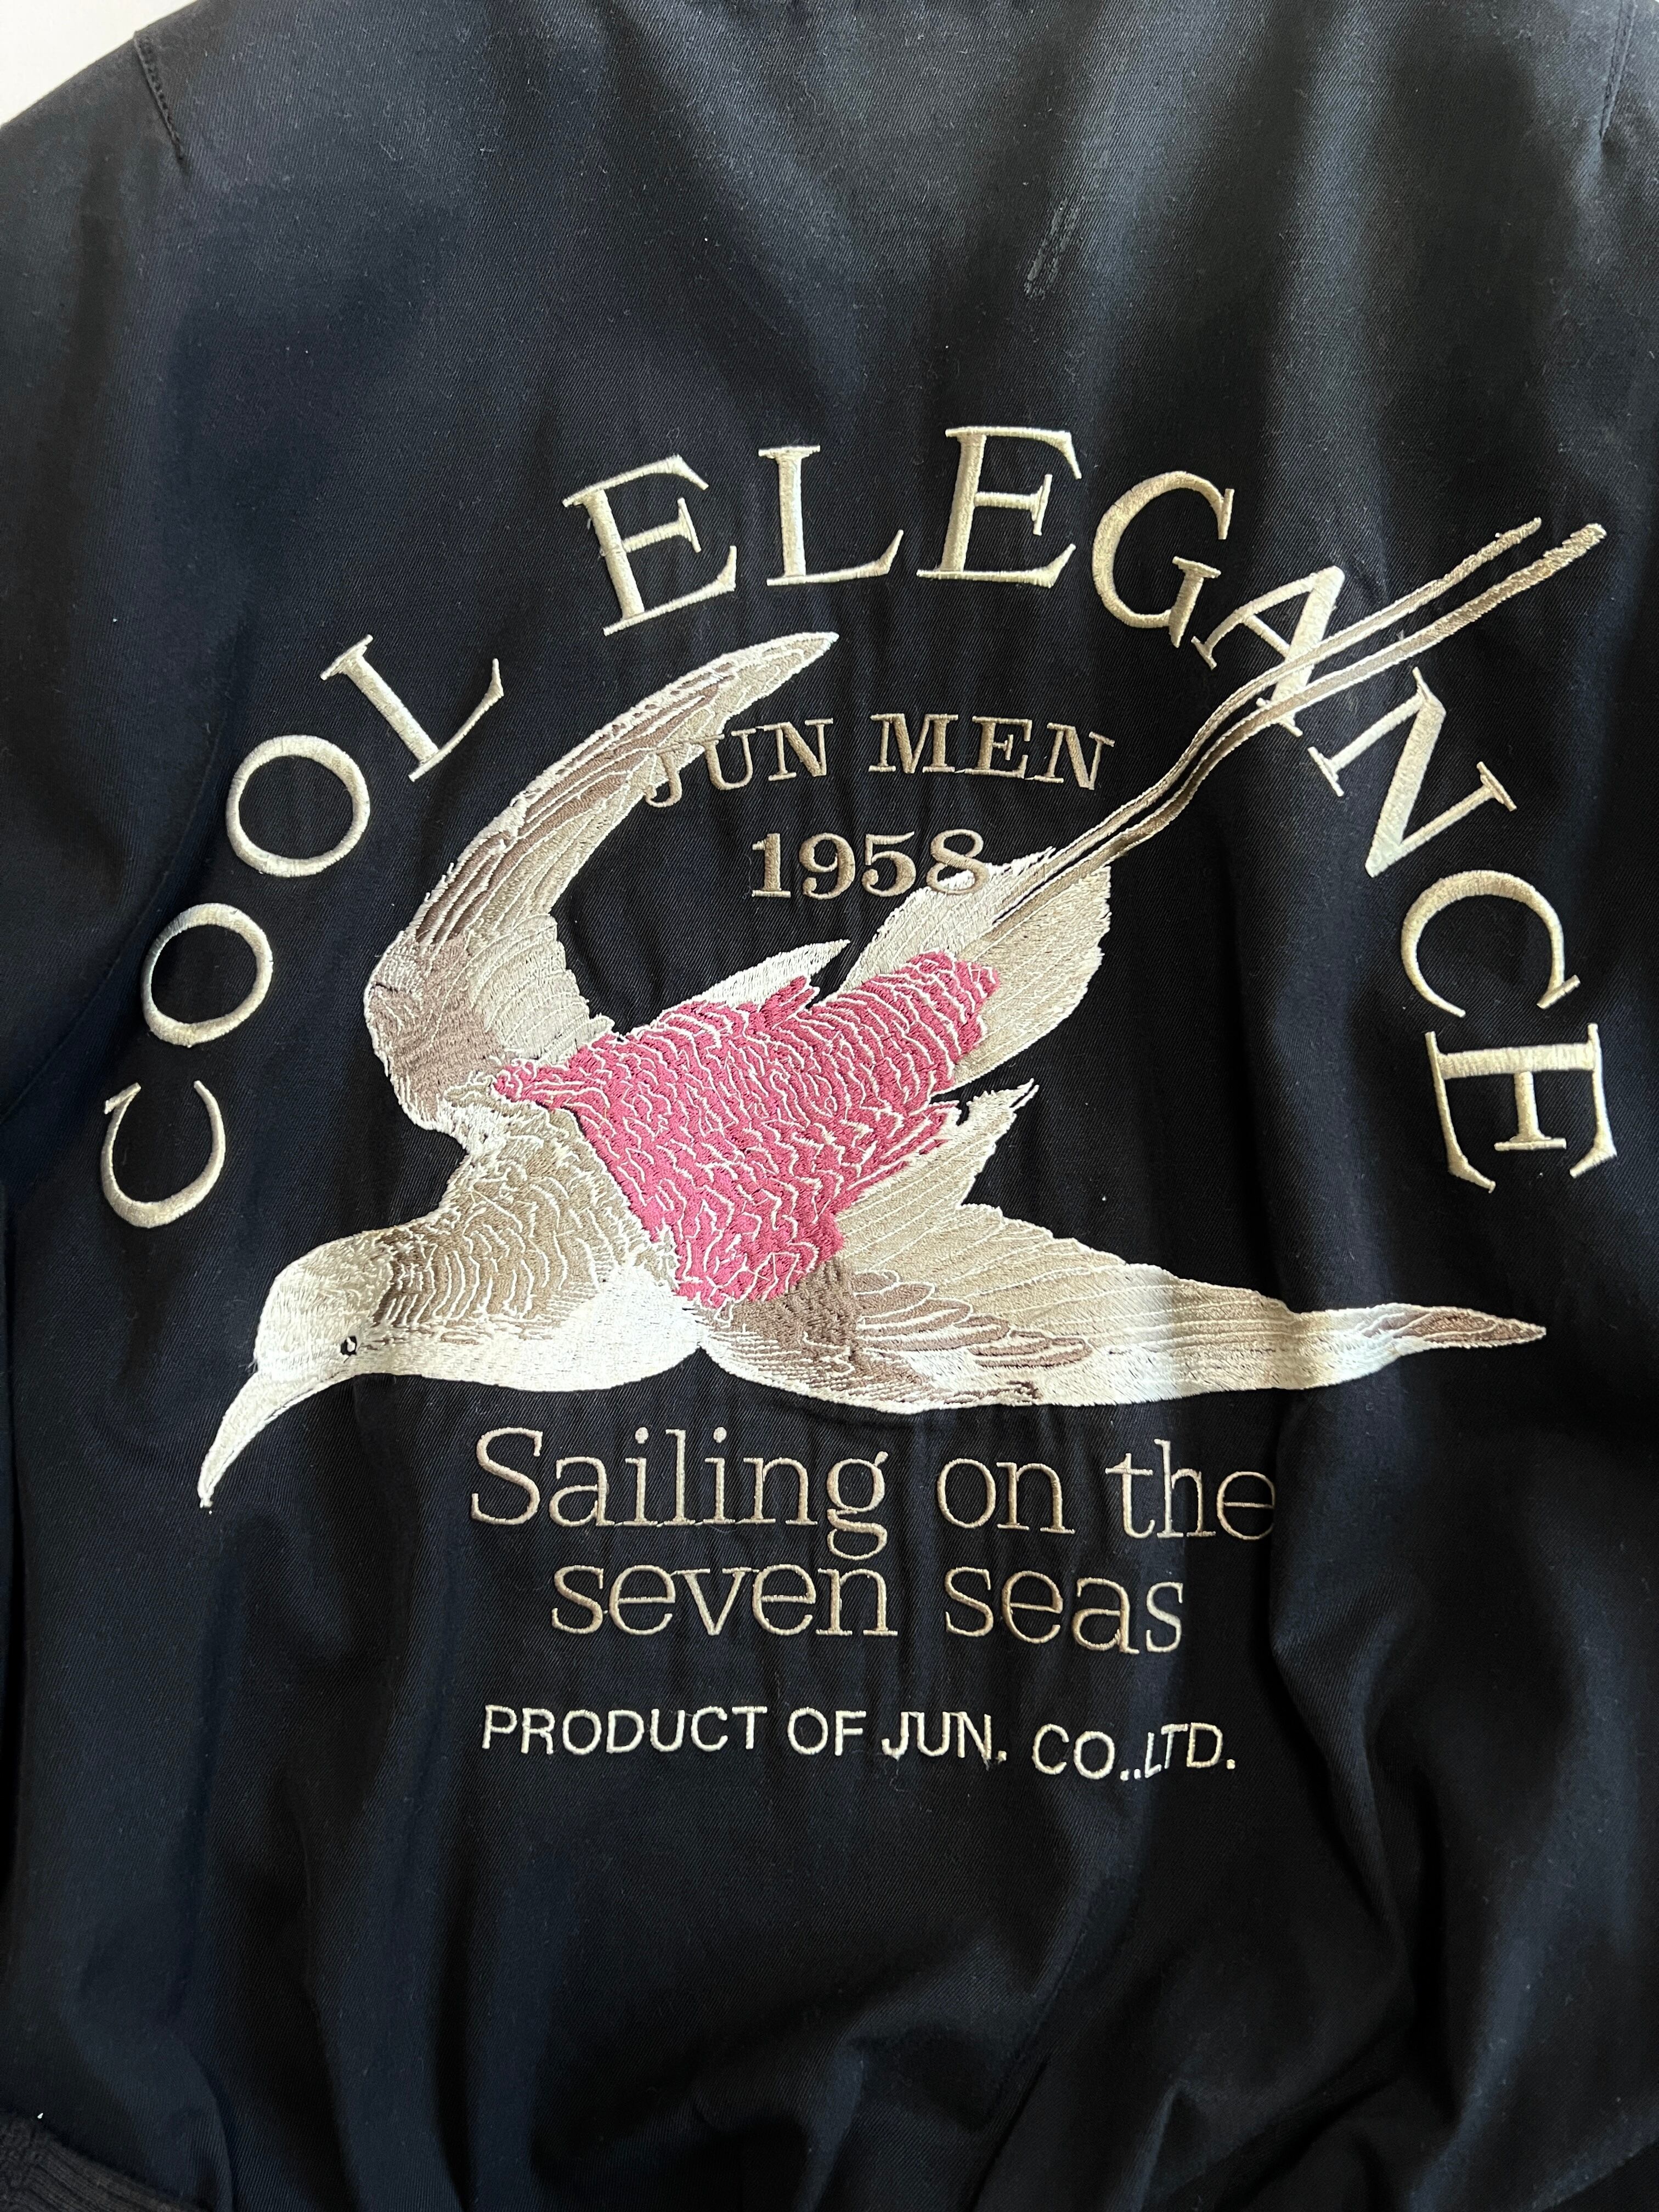 COOL ELEGANCE
JUN MEN
1958
Sailing on the
seven seas
PRODUCT OF JUN. CO.,LTD.